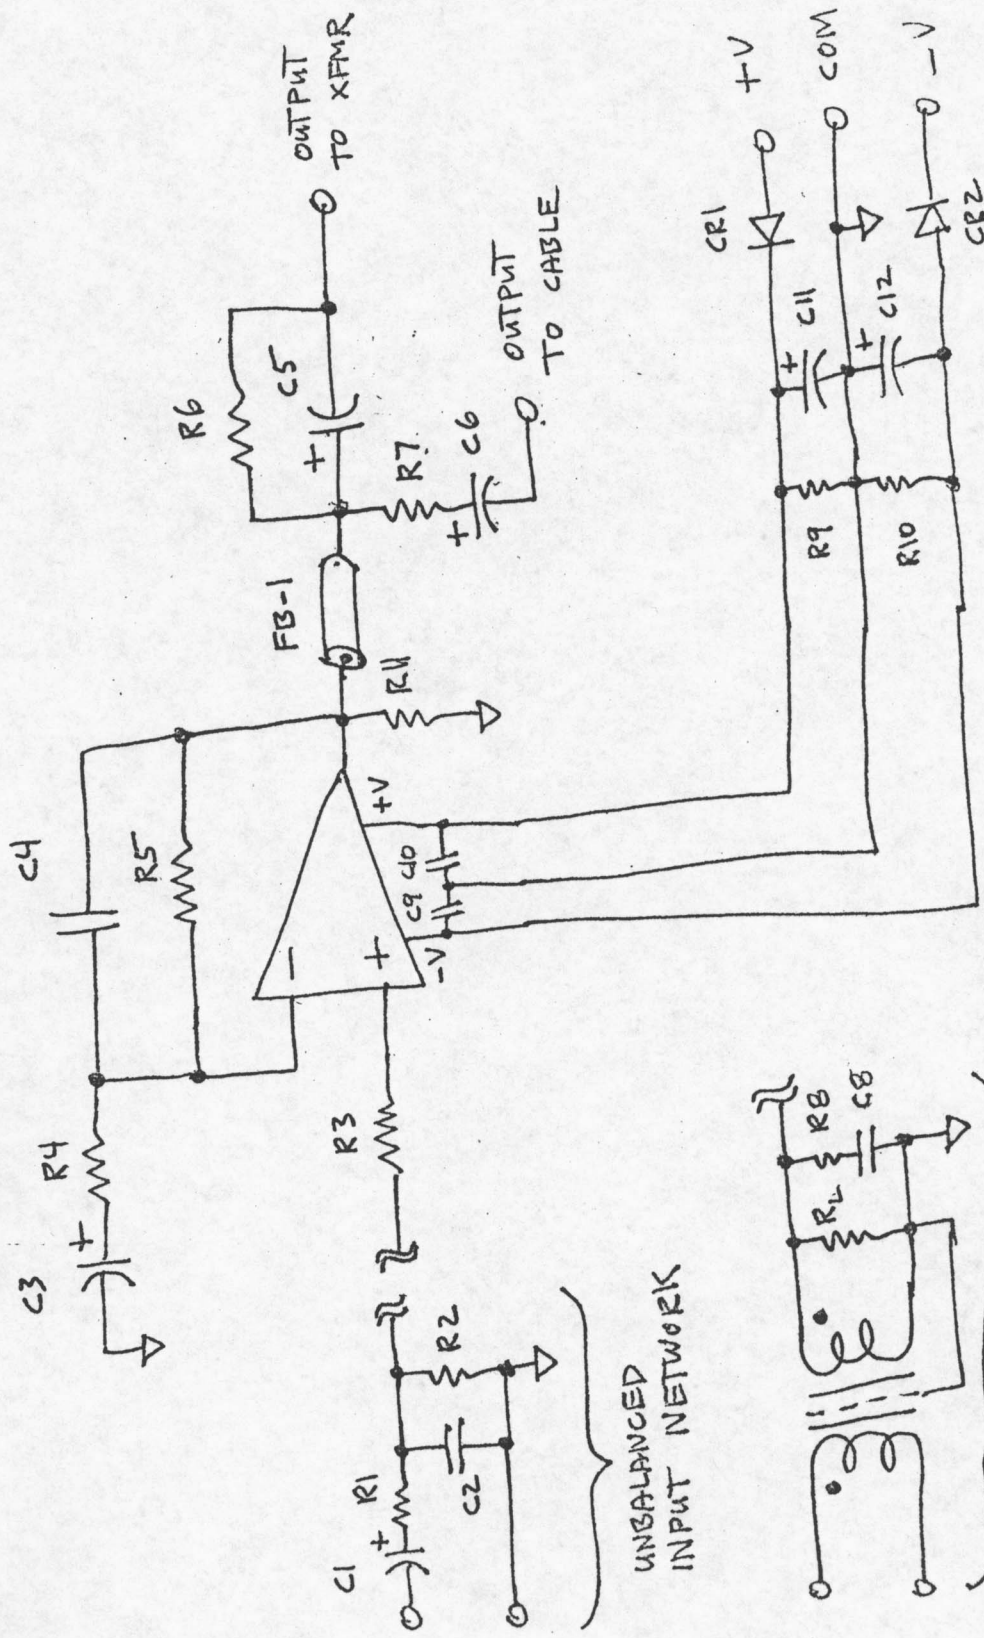 C3
+
R4
C4
R5
−
+
+V
-V
C9
C10
R3
R11
FB-1
R6
+
C5
R7
+
C6
OUTPUT
TO XFMR
OUTPUT
TO CABLE
C1
+
R1
C2
R2
UNBALANCED
INPUT NETWORK
RL
R8
C8
R9
R10
+
C11
+
C12
CR1
CR2
+V
COM
-V